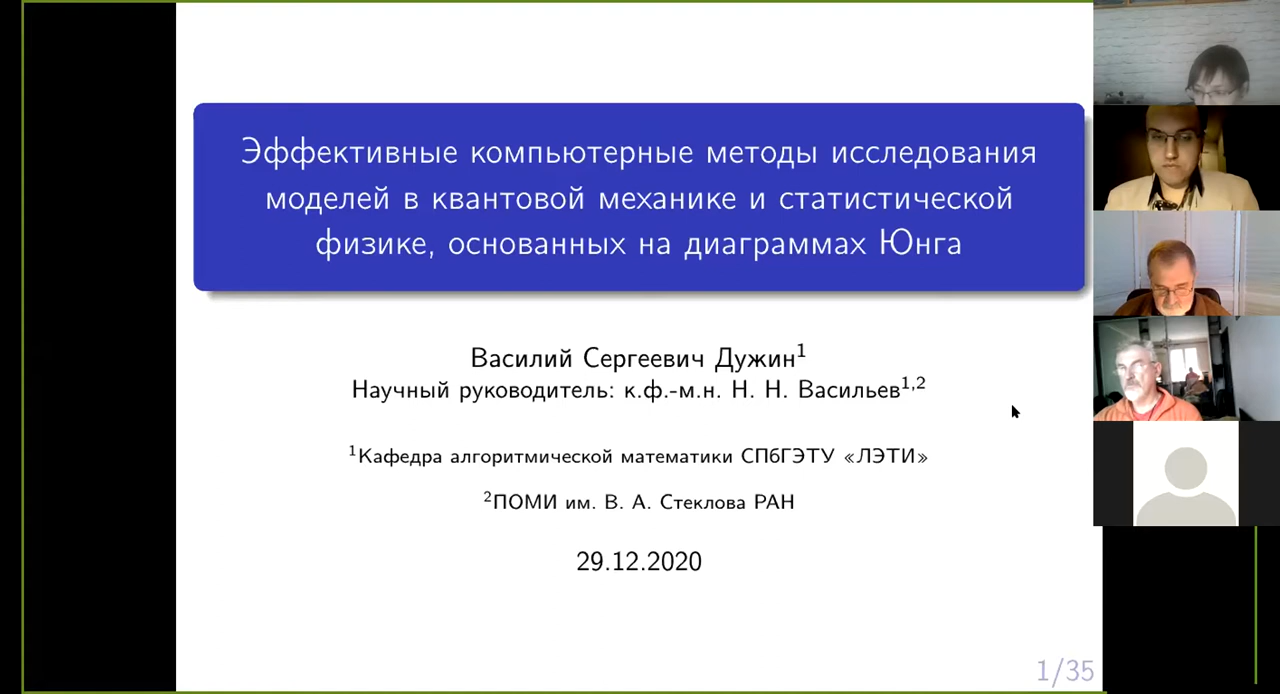 Эффективные компьютерные методы исследования
моделей в квантовой механике и статистической
физике, основанных на диаграммах Юнга
Василий Сергеевич Дужин¹
Научный руководитель: к.ф.-м.н. Н. Н. Васильев¹,²
¹Кафедра алгоритмической математики СПбГЭТУ «ЛЭТИ»
²ПОМИ им. В. А. Стеклова РАН
29.12.2020
1/35